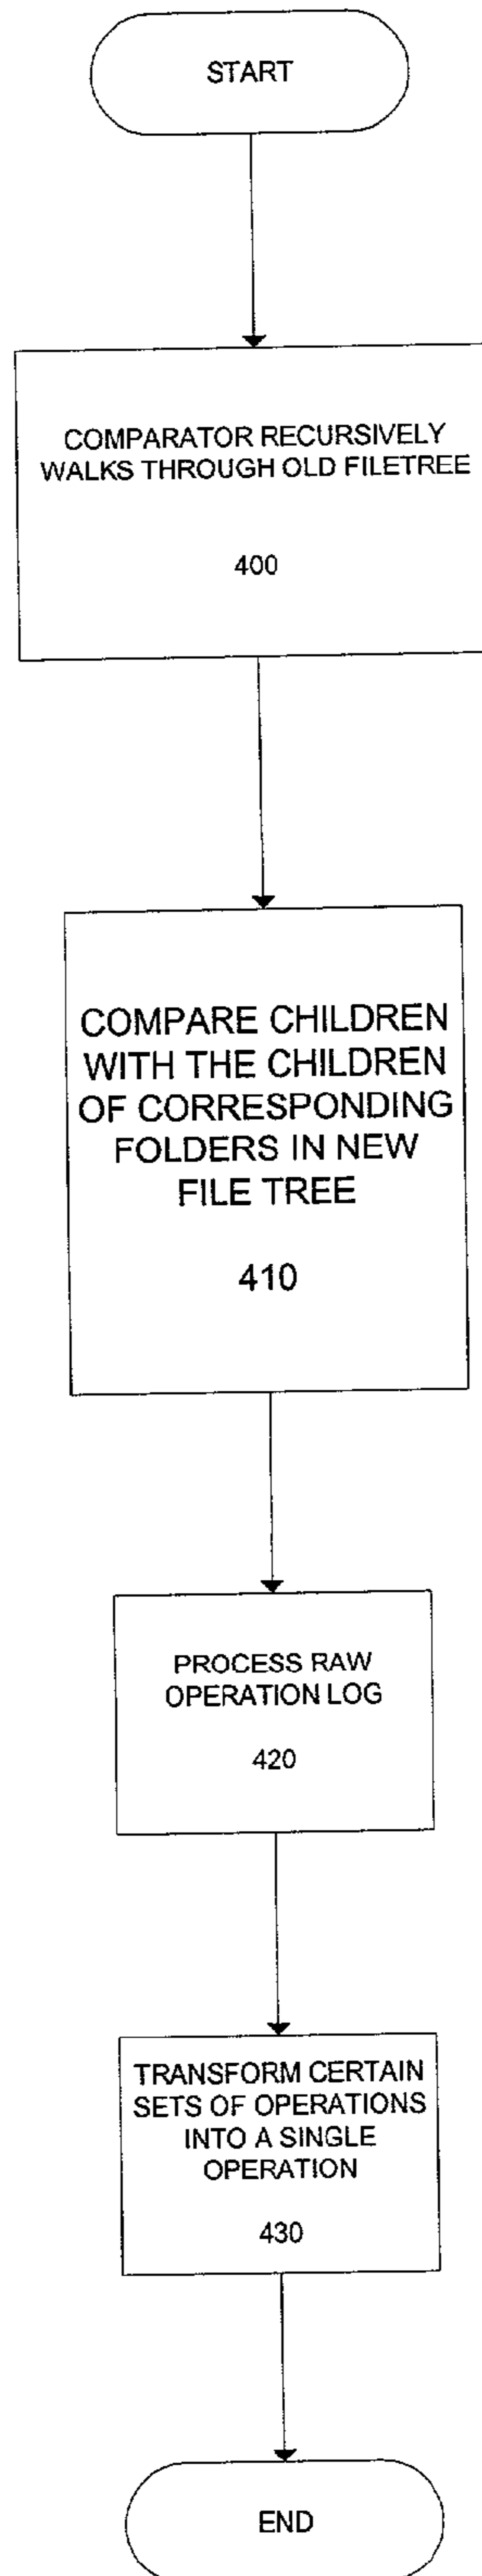 START
COMPARATOR RECURSIVELY
WALKS THROUGH OLD FILETREE
400
COMPARE CHILDREN
WITH THE CHILDREN
OF CORRESPONDING
FOLDERS IN NEW
FILE TREE
410
PROCESS RAW
OPERATION LOG
420
TRANSFORM CERTAIN
SETS OF OPERATIONS
INTO A SINGLE
OPERATION
430
END